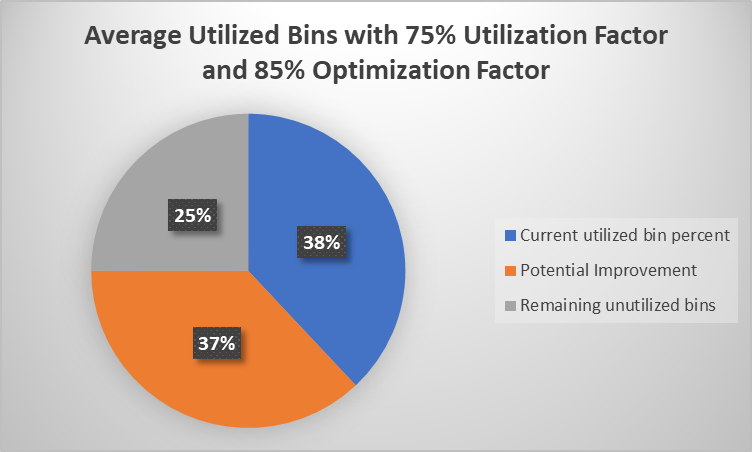 Average Utilized Bins with 75% Utilization Factor
and 85% Optimization Factor
25%
38%
37%
Current utilized bin percent
Potential Improvement
Remaining unutilized bins